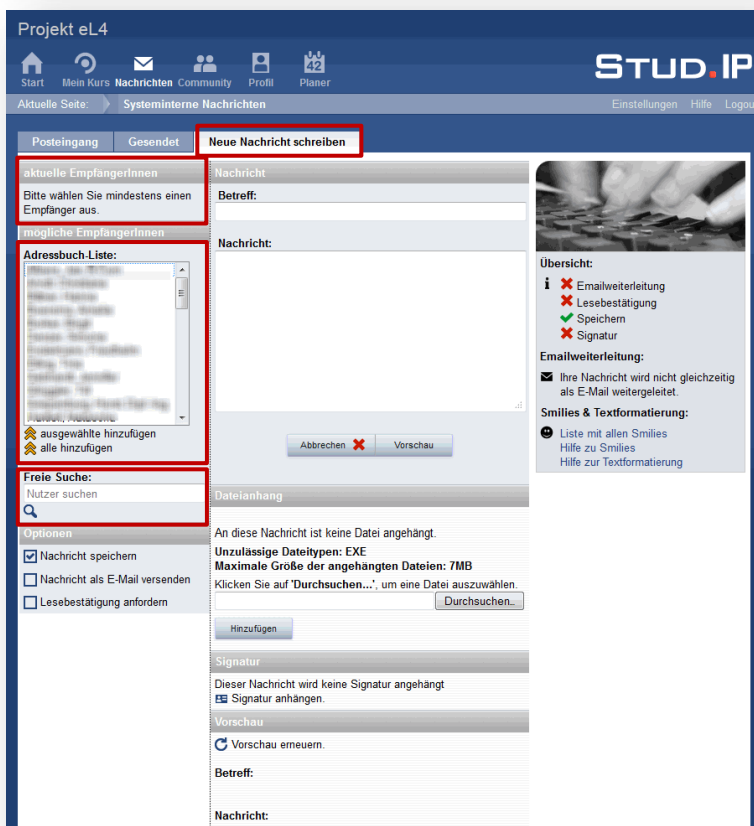 Projekt eL4
42
Start Mein Kurs Nachrichten Community Profil Planer
STUD.IP
Aktuelle Seite: Systeminterne Nachrichten Einstellungen Hilfe Logou
Posteingang Gesendet Neue Nachricht schreiben
aktuelle EmpfängerInnen
Bitte wählen Sie mindestens einen
Empfänger aus.
mögliche EmpfängerInnen
Adressbuch-Liste:
ausgewählte hinzufügen
alle hinzufügen
Freie Suche:
Nutzer suchen
Optionen
Nachricht speichern
Nachricht als E-Mail versenden
Lesebestätigung anfordern
Nachricht
Betreff:
Nachricht:
Abbrechen Vorschau
Dateianhang
An diese Nachricht ist keine Datei angehängt.
Unzulässige Dateitypen: EXE
Maximale Größe der angehängten Dateien: 7MB
Klicken Sie auf 'Durchsuchen...', um eine Datei auszuwählen.
Durchsuchen..
Hinzufügen
Signatur
Dieser Nachricht wird keine Signatur angehängt
Signatur anhängen.
Vorschau
Vorschau erneuern.
Betreff:
Nachricht:
Übersicht:
Emailweiterleitung
Lesebestätigung
Speichern
Signatur
Emailweiterleitung:
Ihre Nachricht wird nicht gleichzeitig
als E-Mail weitergeleitet.
Smilies & Textformatierung:
Liste mit allen Smilies
Hilfe zu Smilies
Hilfe zur Textformatierung